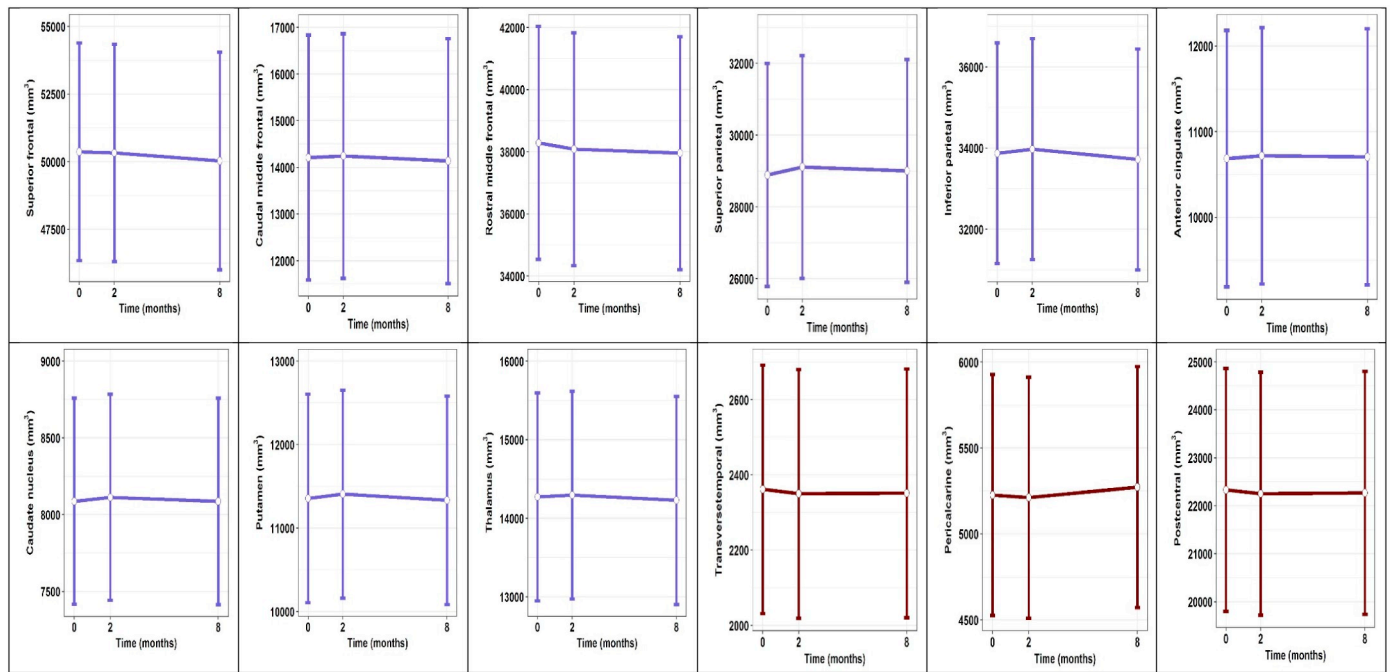 Superior frontal (mm³)
55000
52500
50000
47500
0 2 8
Time (months)
Caudal middle frontal (mm³)
17000
16000
15000
14000
13000
12000
0 2 8
Time (months)
Rostral middle frontal (mm³)
42000
40000
38000
36000
34000
0 2 8
Time (months)
Superior parietal (mm³)
32000
30000
28000
26000
0 2 8
Time (months)
Inferior parietal (mm³)
36000
34000
32000
0 2 8
Time (months)
Anterior cingulate (mm³)
12000
11000
10000
0 2 8
Time (months)
Caudate nucleus (mm³)
9000
8500
8000
7500
0 2 8
Time (months)
Putamen (mm³)
13000
12000
11000
10000
0 2 8
Time (months)
Thalamus (mm³)
16000
15000
14000
13000
0 2 8
Time (months)
Transversetemporal (mm³)
2600
2400
2200
2000
0 2 8
Time (months)
Pericalcarine (mm³)
6000
5500
5000
4500
0 2 8
Time (months)
Postcentral (mm³)
25000
24000
23000
22000
21000
20000
0 2 8
Time (months)